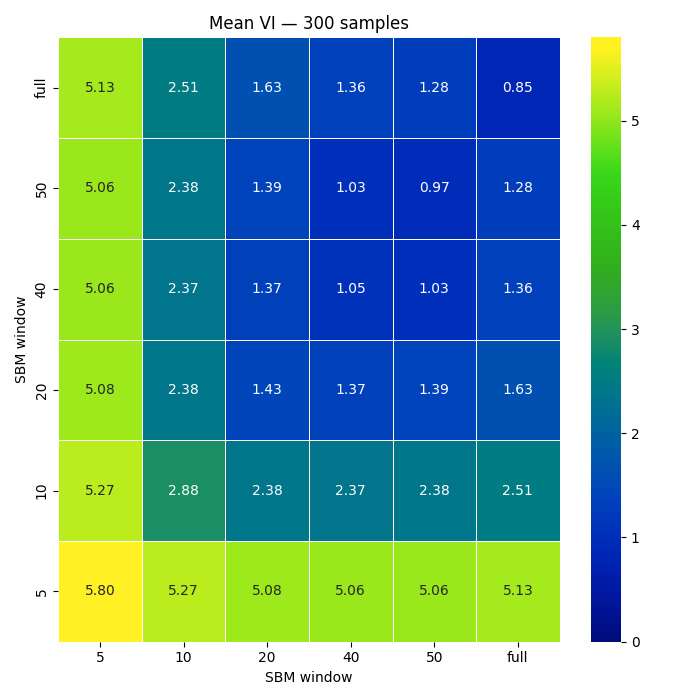 Mean VI — 300 samples
full 5.13 2.51 1.63 1.36 1.28 0.85
50 5.06 2.38 1.39 1.03 0.97 1.28
40 5.06 2.37 1.37 1.05 1.03 1.36
20 5.08 2.38 1.43 1.37 1.39 1.63
10 5.27 2.88 2.38 2.37 2.38 2.51
5 5.80 5.27 5.08 5.06 5.06 5.13
5 10 20 40 50 full
SBM window
SBM window
5
4
3
2
1
0